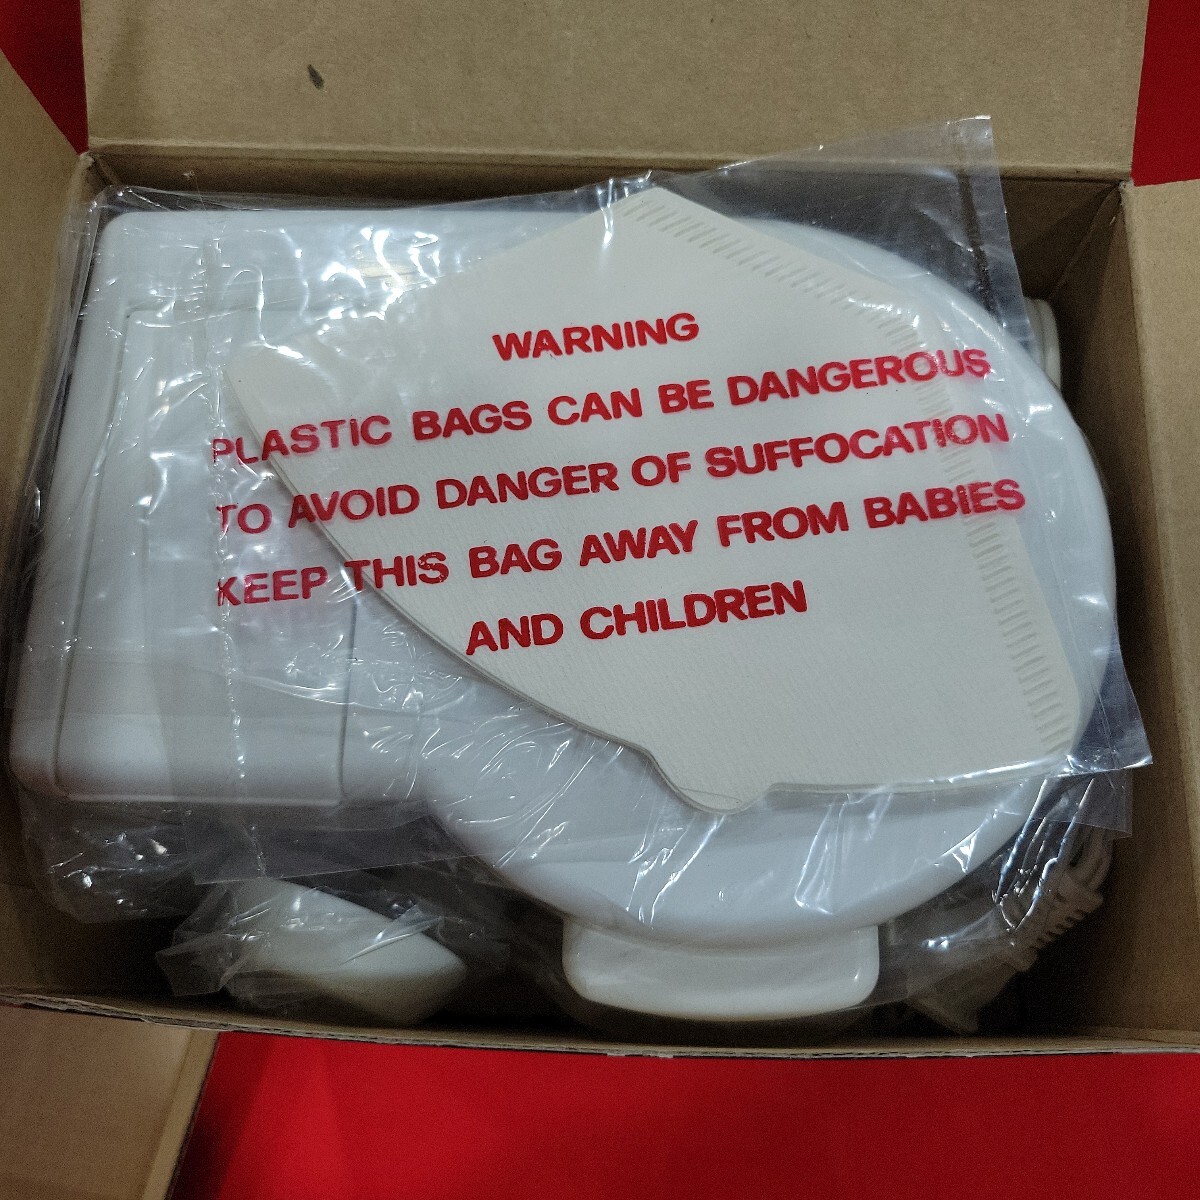 WARNING
PLASTIC BAGS CAN BE DANGEROUS
TO AVOID DANGER OF SUFFOCATION
KEEP THIS BAG AWAY FROM BABIES
AND CHILDREN